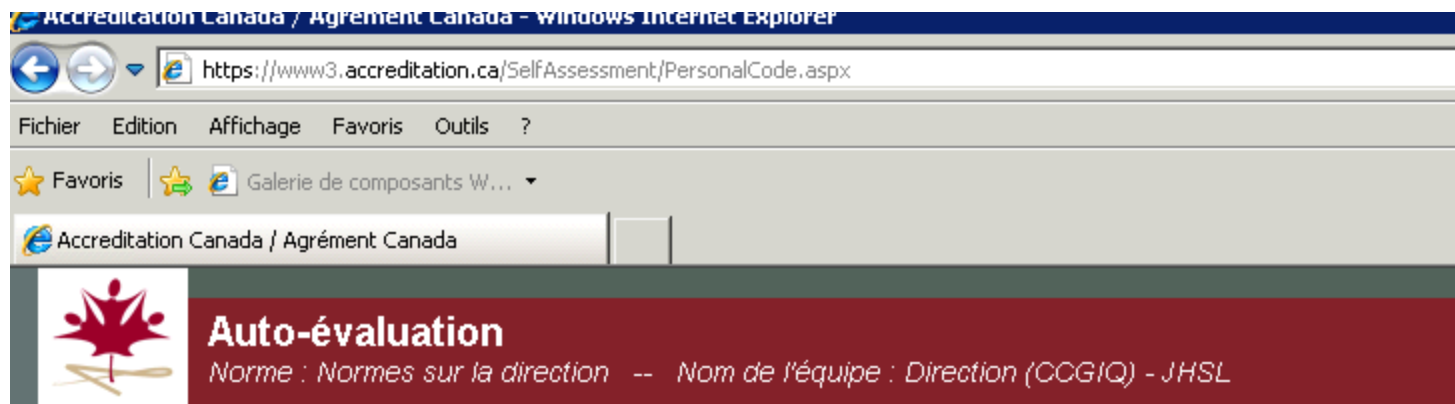 Accreditation Canada / Agrément Canada - Windows Internet Explorer
https://www3.accreditation.ca/SelfAssessment/PersonalCode.aspx
Fichier Edition Affichage Favoris Outils ?
Favoris Galerie de composants W...
Accreditation Canada / Agrément Canada
Auto-évaluation
Norme : Normes sur la direction -- Nom de l'équipe : Direction (CCGIQ) - JHSL